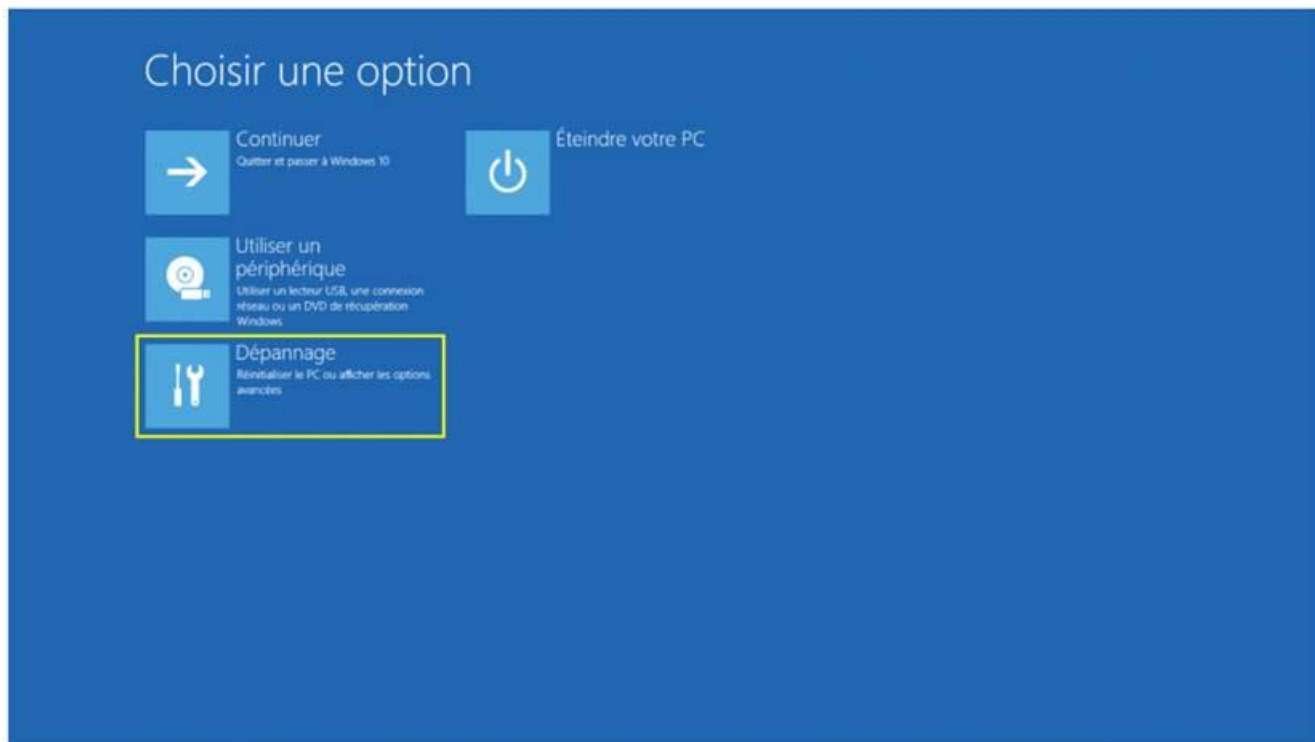 Choisir une option
Continuer
Quitter et passer à Windows 10
Éteindre votre PC
Utiliser un
périphérique
Utiliser un lecteur USB, une connexion
réseau ou un DVD de récupération
Windows
Dépannage
Réinitialiser le PC ou afficher les options
avancées